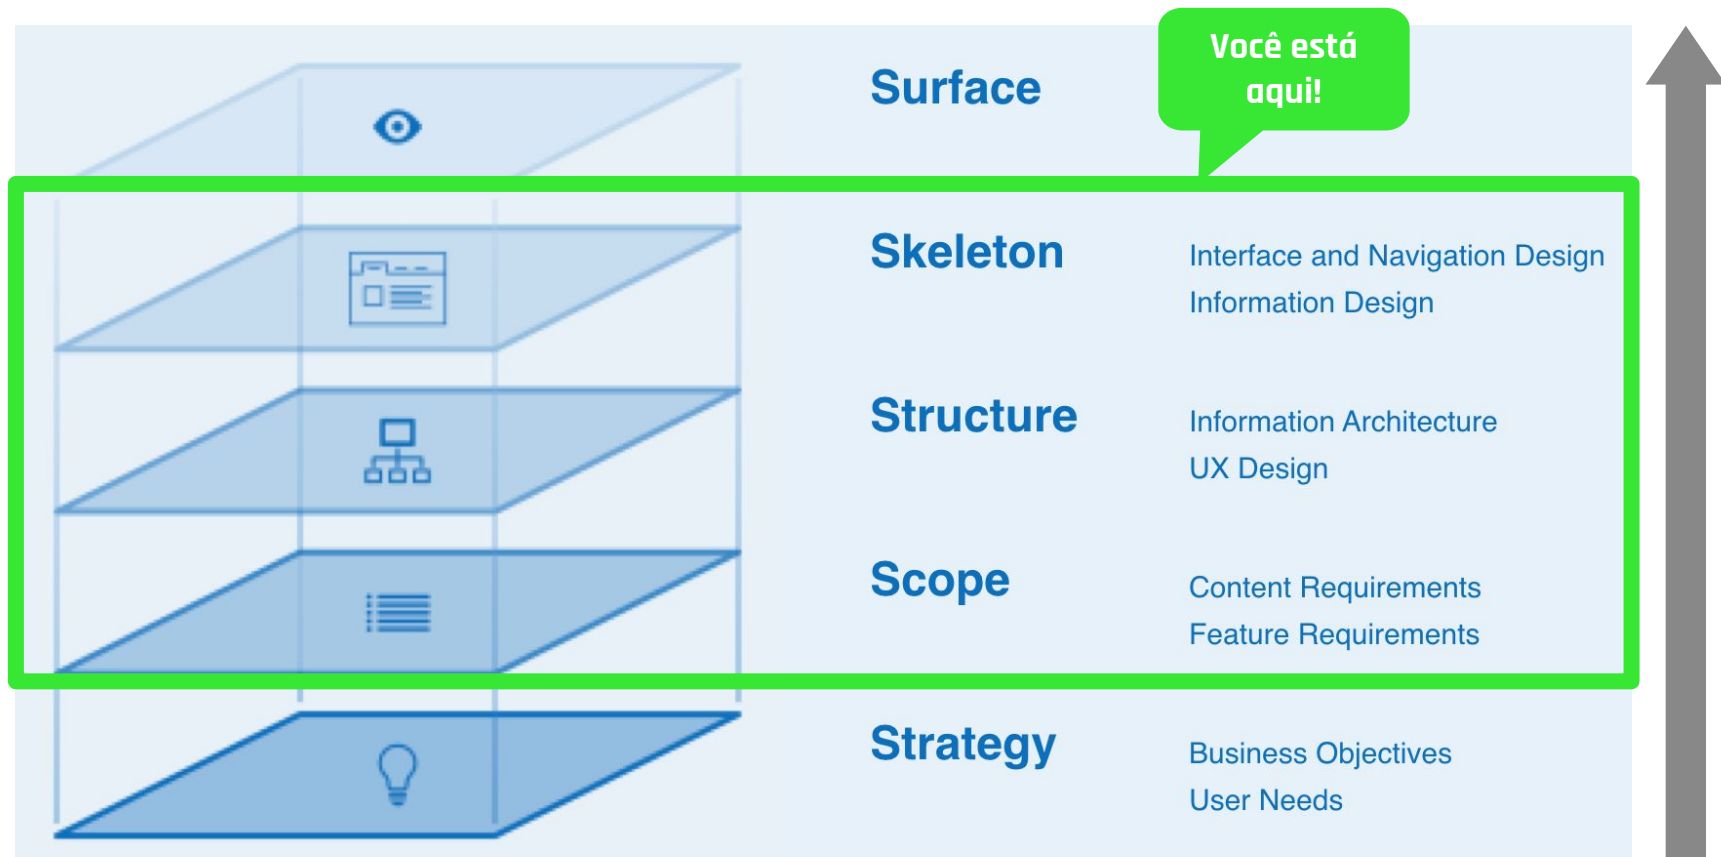 Você está
aqui!
Surface
Skeleton
Interface and Navigation Design
Information Design
Structure
Information Architecture
UX Design
Scope
Content Requirements
Feature Requirements
Strategy
Business Objectives
User Needs